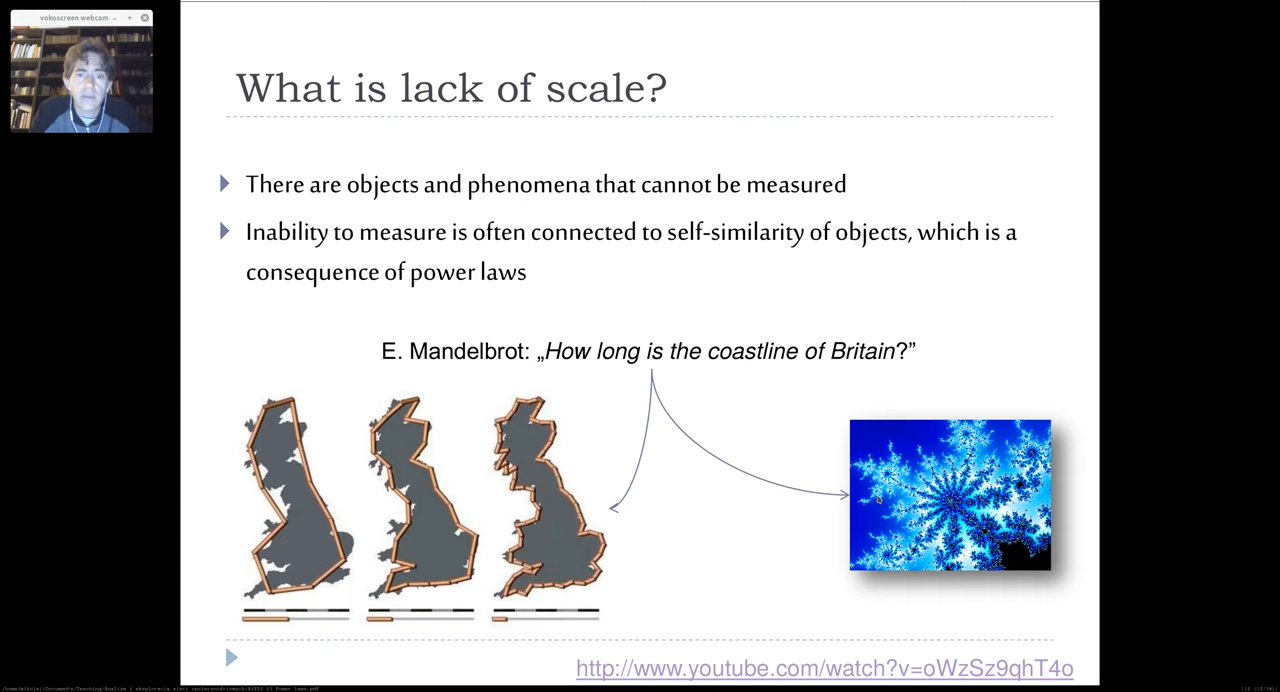 vokoscreen webcam
What is lack of scale?
There are objects and phenomena that cannot be measured
Inability to measure is often connected to self-similarity of objects, which is a
consequence of power laws
E. Mandelbrot: „How long is the coastline of Britain?”
http://www.youtube.com/watch?v=oWzSz9qhT4o